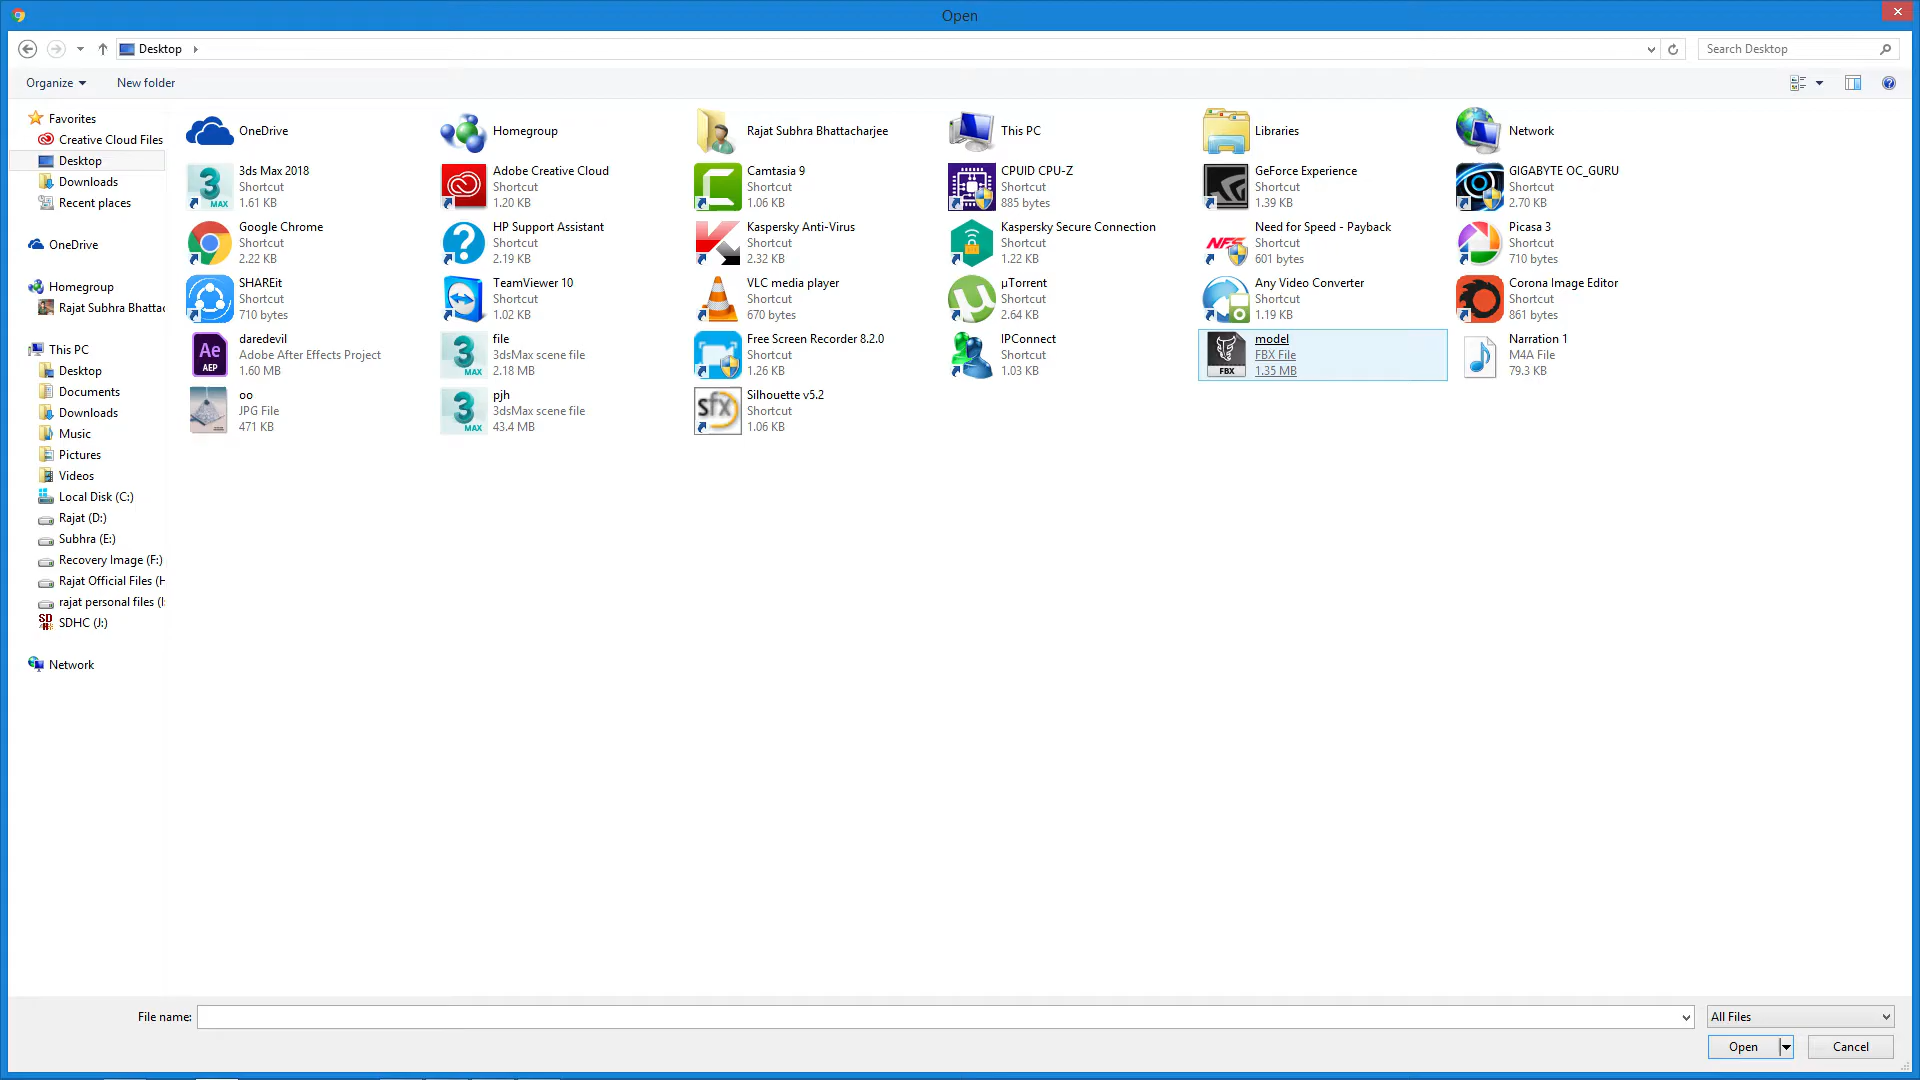 Open
Desktop
Search Desktop
Organize
New folder
Favorites
Creative Cloud Files
Desktop
Downloads
Recent places
OneDrive
Homegroup
Rajat Subhra Bhattac
This PC
Desktop
Documents
Downloads
Music
Pictures
Videos
Local Disk (C:)
Rajat (D:)
Subhra (E:)
Recovery Image (F:)
Rajat Official Files (H
rajat personal files (I:
SDHC (J:)
Network
OneDrive
Homegroup
Rajat Subhra Bhattacharjee
This PC
Libraries
Network
3ds Max 2018
Shortcut
1.61 KB
Adobe Creative Cloud
Shortcut
1.20 KB
Camtasia 9
Shortcut
1.06 KB
CPUID CPU-Z
Shortcut
885 bytes
GeForce Experience
Shortcut
1.39 KB
GIGABYTE OC_GURU
Shortcut
2.70 KB
Google Chrome
Shortcut
2.22 KB
HP Support Assistant
Shortcut
2.19 KB
Kaspersky Anti-Virus
Shortcut
2.32 KB
Kaspersky Secure Connection
Shortcut
1.22 KB
Need for Speed - Payback
Shortcut
601 bytes
Picasa 3
Shortcut
710 bytes
SHAREit
Shortcut
710 bytes
TeamViewer 10
Shortcut
1.02 KB
VLC media player
Shortcut
670 bytes
µTorrent
Shortcut
2.64 KB
Any Video Converter
Shortcut
1.19 KB
Corona Image Editor
Shortcut
861 bytes
daredevil
Adobe After Effects Project
1.60 MB
file
3dsMax scene file
2.18 MB
Free Screen Recorder 8.2.0
Shortcut
1.26 KB
IPConnect
Shortcut
1.03 KB
model
FBX File
1.35 MB
Narration 1
M4A File
79.3 KB
oo
JPG File
471 KB
pjh
3dsMax scene file
43.4 MB
Silhouette v5.2
Shortcut
1.06 KB
3
MAX
NFS
Ae
AEP
3
MAX
FBX
3
MAX
sfx
SD
File name:
All Files
Open
Cancel